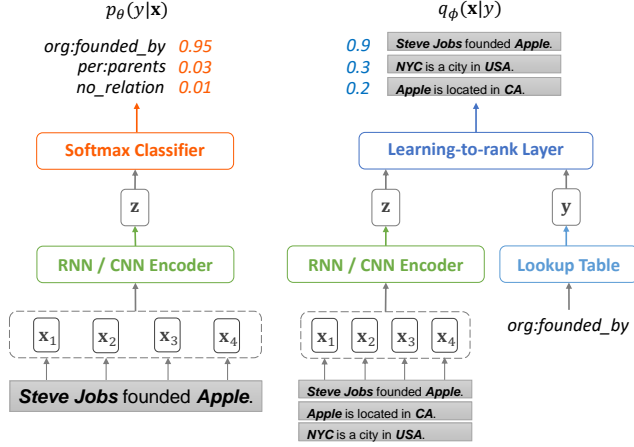 p_θ(y|x)
org:founded_by 0.95
per:parents 0.03
no_relation 0.01
Softmax Classifier
z
RNN / CNN Encoder
x₁ x₂ x₃ x₄
Steve Jobs founded Apple.
q_ϕ(x|y)
0.9 Steve Jobs founded Apple.
0.3 NYC is a city in USA.
0.2 Apple is located in CA.
Learning-to-rank Layer
z y
RNN / CNN Encoder Lookup Table
x₁ x₂ x₃ x₄
org:founded_by
Steve Jobs founded Apple.
Apple is located in CA.
NYC is a city in USA.